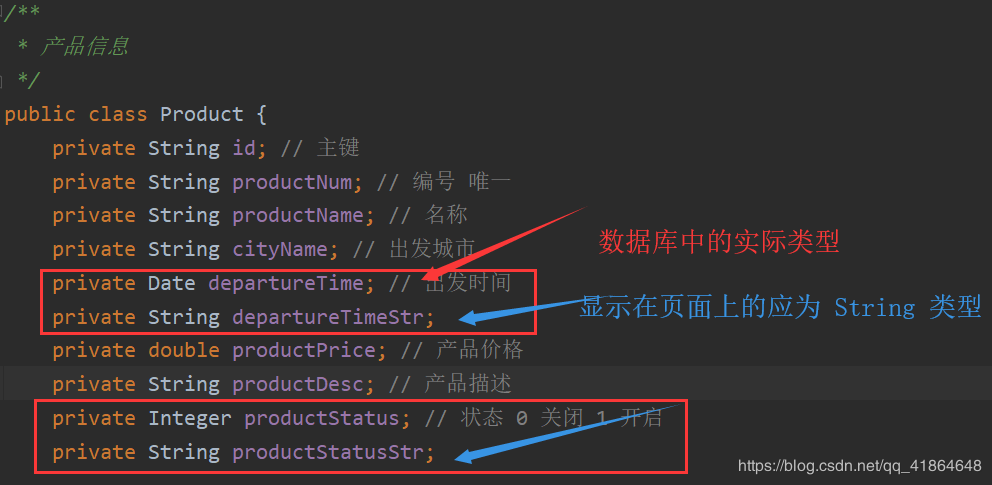 /**
 * 产品信息
 */
public class Product {
    private String id; // 主键
    private String productNum; // 编号 唯一
    private String productName; // 名称
    private String cityName; // 出发城市
数据库中的实际类型
    private Date departureTime; // 出发时间
    private String departureTimeStr;
显示在页面上的应为 String 类型
    private double productPrice; // 产品价格
    private String productDesc; // 产品描述
    private Integer productStatus; // 状态 0 关闭 1 开启
    private String productStatusStr;
https://blog.csdn.net/qq_41864648